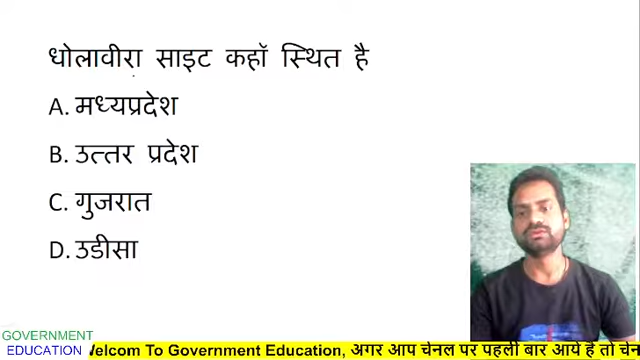 धोलावीरा साइट कहॉ स्थित है
A. मध्यप्रदेश
B. उत्तर प्रदेश
C. गुजरात
D. उडीसा
GOVERNMENT
EDUCATION
Welcom To Government Education, अगर आप चेनल पर पहली बार आये है तो चेन